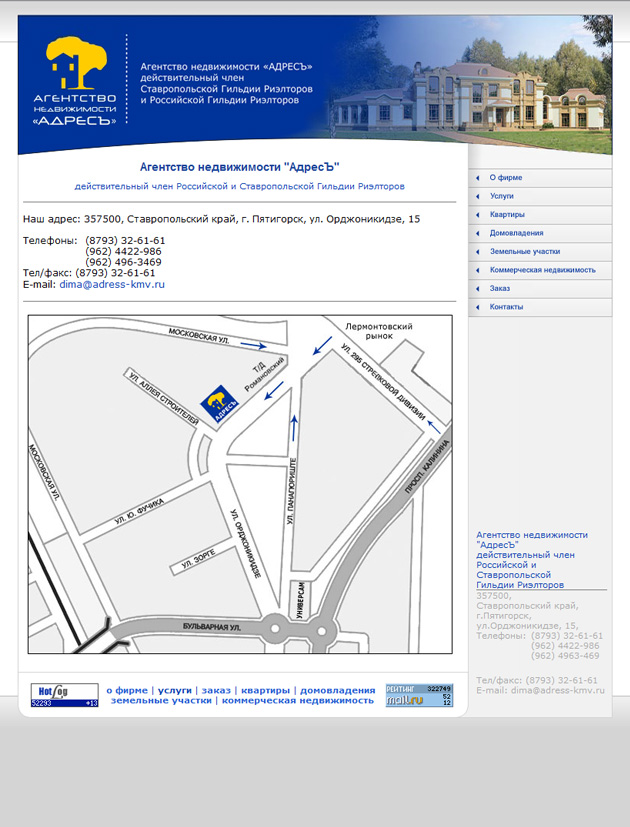 АГЕНТСТВО
НЕДВИЖИМОСТИ
«АДРЕСЪ»
Агентство недвижимости «АДРЕСЪ»
действительный член
Ставропольской Гильдии Риэлторов
и Российской Гильдии Риэлторов
Агентство недвижимости "АдресЪ"
действительный член Российской и Ставропольской Гильдии Риэлторов
Наш адрес: 357500, Ставропольский край, г. Пятигорск, ул. Орджоникидзе, 15
Телефоны: (8793) 32-61-61
(962) 4422-986
(962) 496-3469
Тел/факс: (8793) 32-61-61
E-mail: dima@adress-kmv.ru
О фирме
Услуги
Квартиры
Домовладения
Земельные участки
Коммерческая недвижимость
Заказ
Контакты
МОСКОВСКАЯ УЛ.
Лермонтовский
рынок
Т/Д
Романовский
УЛ. 295 СТРЕЛКОВОЙ ДИВИЗИИ
УЛ. АЛЛЕЯ СТРОИТЕЛЕЙ
АДРЕСЪ
МОСКОВСКАЯ УЛ.
УЛ. ПАНАГЮРИШТЕ
ПРОСП. КАЛИНИНА
УЛ. Ю. ФУЧИКА
УЛ. ОРДЖОНИКИДЗЕ
УЛ. ЗОРГЕ
УНИВЕРСАМ
БУЛЬВАРНАЯ УЛ.
Агентство недвижимости
"АдресЪ"
действительный член
Российской и
Ставропольской
Гильдии Риэлторов
357500,
Ставропольский край,
г.Пятигорск,
ул.Орджоникидзе, 15,
Телефоны: (8793) 32-61-61
(962) 4422-986
(962) 4963-469
Тел/факс: (8793) 32-61-61
E-mail: dima@adress-kmv.ru
HotLog
52293 +13
о фирме | услуги | заказ | квартиры | домовладения
земельные участки | коммерческая недвижимость
РЕЙТИНГ 322749
mail.ru 52
12